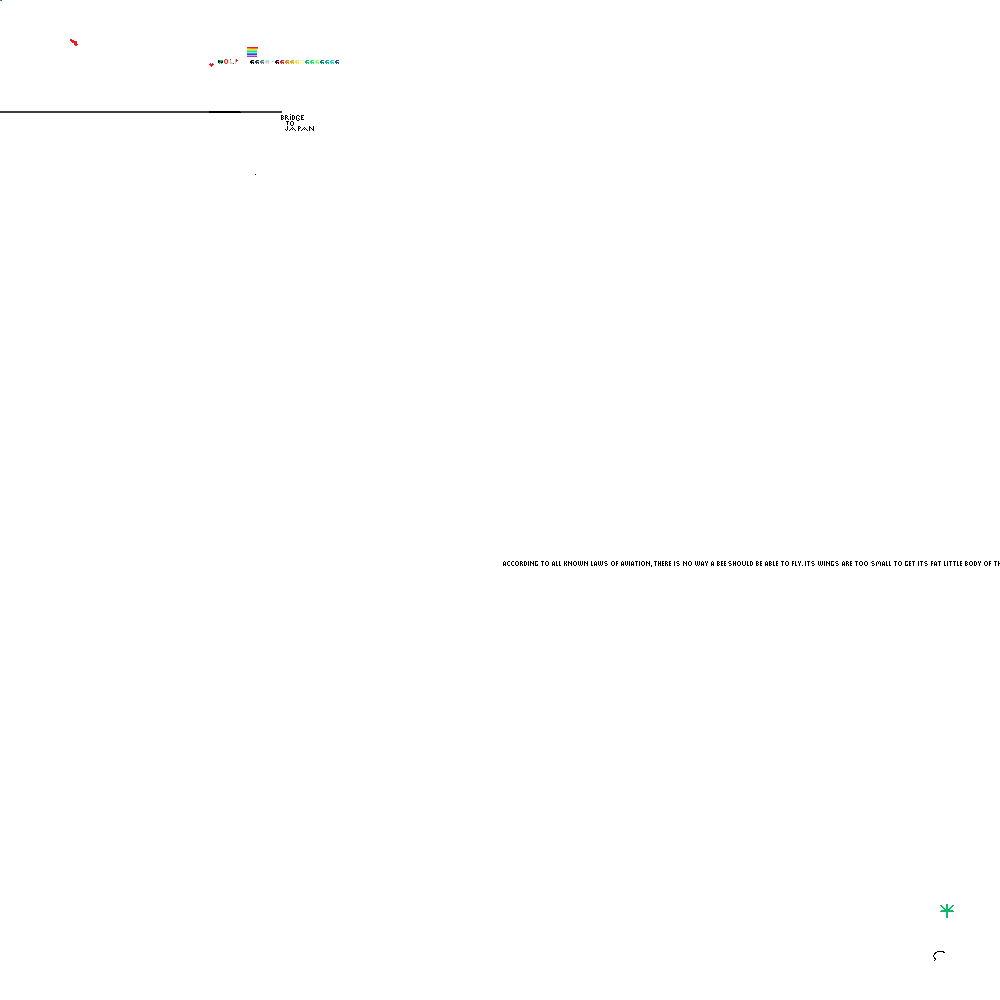 BRIDGE
TO
JAPAN
ACCORDING TO ALL KNOWN LAWS OF AVIATION, THERE IS NO WAY A BEE SHOULD BE ABLE TO FLY. ITS WINGS ARE TOO SMALL TO GET ITS FAT LITTLE BODY OF TH